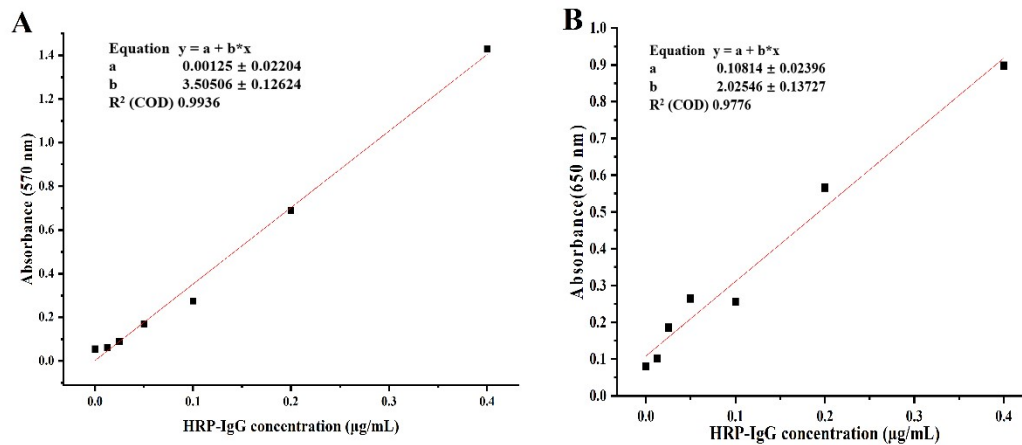 A
Equation y = a + b*x
a 0.00125 ± 0.02204
b 3.50506 ± 0.12624
R² (COD) 0.9936
Absorbance (570 nm)
1.4
1.2
1.0
0.8
0.6
0.4
0.2
0.0
0.0 0.1 0.2 0.3 0.4
HRP-IgG concentration (μg/mL)
B
Equation y = a + b*x
a 0.10814 ± 0.02396
b 2.02546 ± 0.13727
R² (COD) 0.9776
Absorbance(650 nm)
1.0
0.9
0.8
0.7
0.6
0.5
0.4
0.3
0.2
0.1
0.0
0.0 0.1 0.2 0.3 0.4
HRP-IgG concentration (μg/mL)